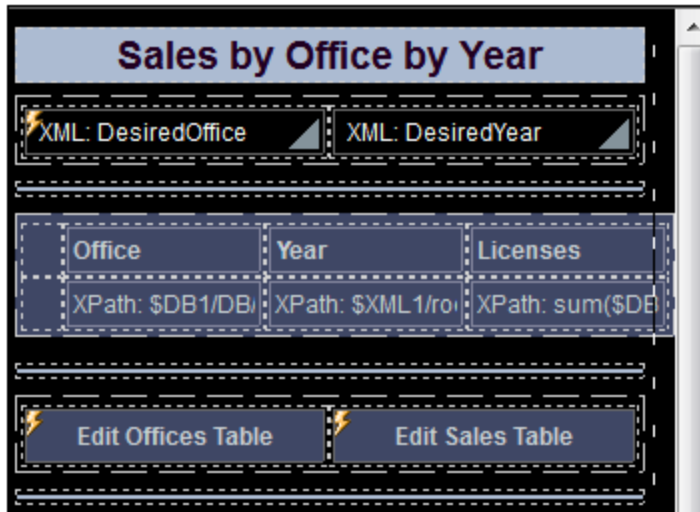 Sales by Office by Year
XML: DesiredOffice XML: DesiredYear
Office Year Licenses
XPath: $DB1/DB/ XPath: $XML1/ro XPath: sum($DB
Edit Offices Table Edit Sales Table